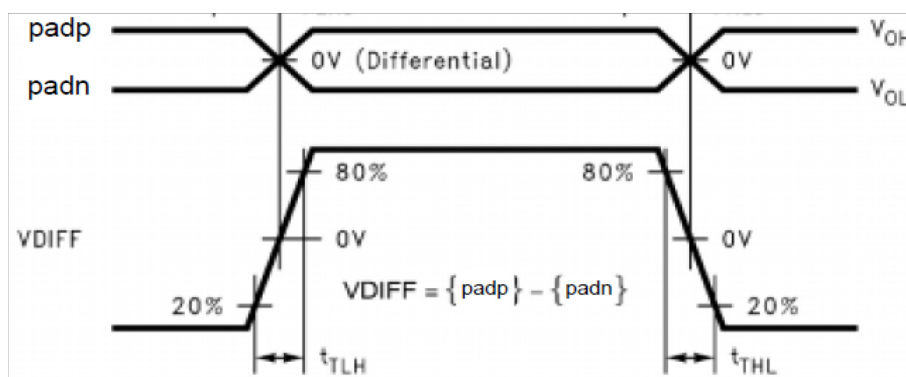 padp
V_OH
0V (Differential)
0V
padn
V_OL
80%
80%
VDIFF
0V
0V
VDIFF = {padp} – {padn}
20%
20%
t_TLH
t_THL